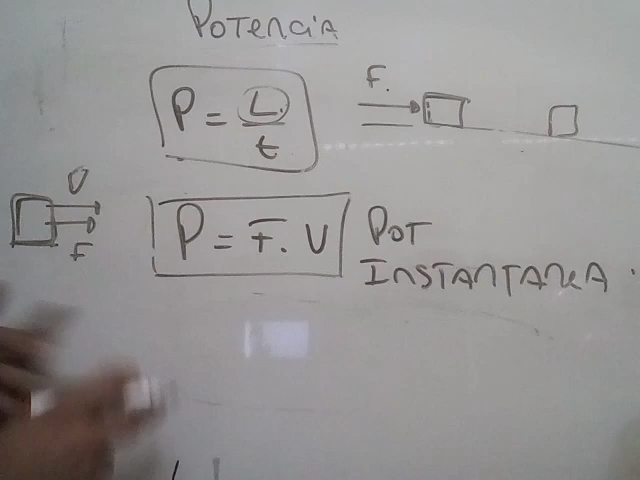 POTENCIA
P = L / t
F.
V
F
P = F. V
POT
INSTANTANEA.